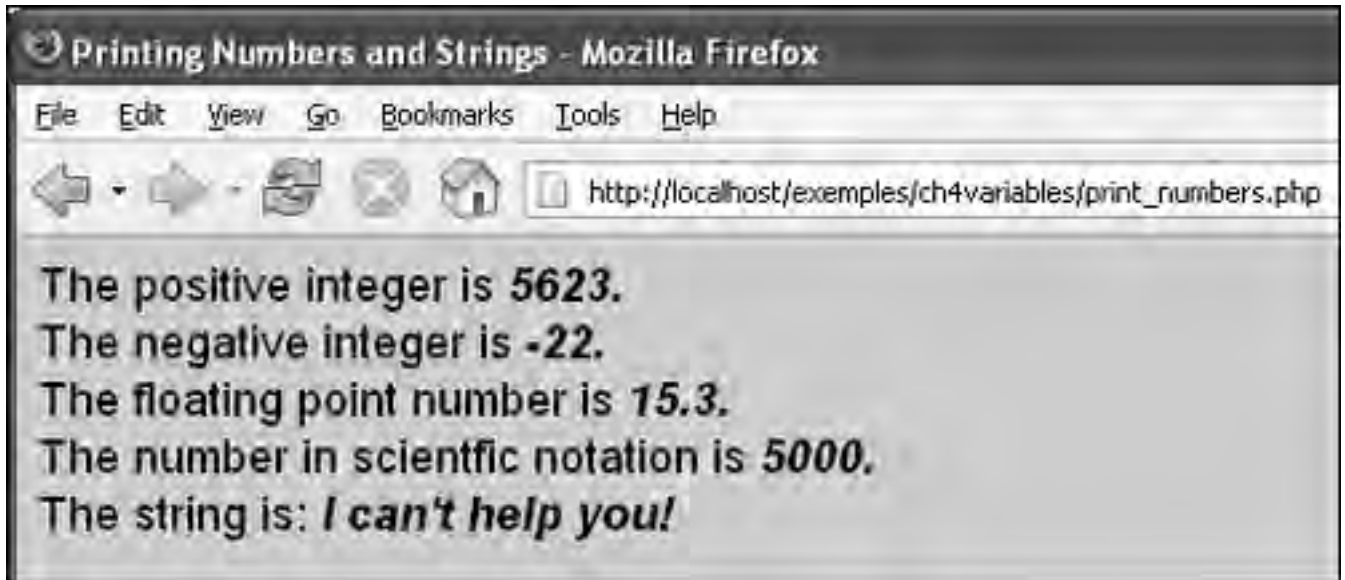 Printing Numbers and Strings - Mozilla Firefox
File Edit View Go Bookmarks Tools Help
http://localhost/exemples/ch4variables/print_numbers.php
The positive integer is 5623.
The negative integer is -22.
The floating point number is 15.3.
The number in scientfic notation is 5000.
The string is: I can't help you!